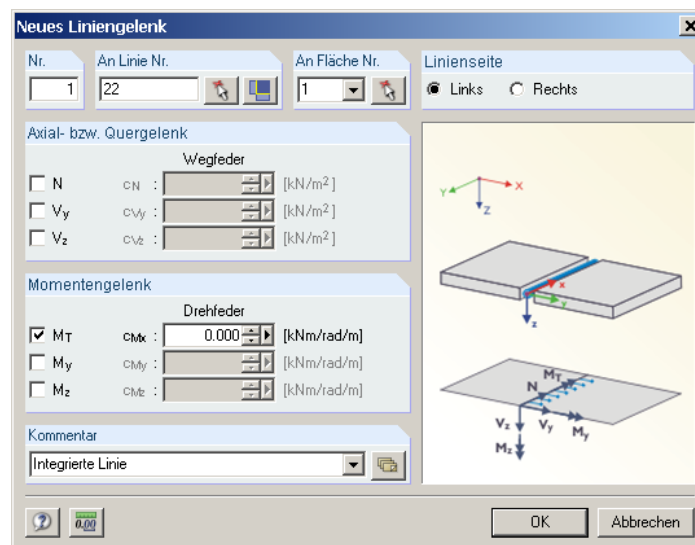 Neues Liniengelenk
Nr. An Linie Nr. An Fläche Nr. Linienseite
1 22 1 Links Rechts
Axial- bzw. Quergelenk
Wegfeder
N CN : [kN/m²]
Vy CVy : [kN/m²]
Vz CVz : [kN/m²]
Momentengelenk
Drehfeder
MT CMx : 0.000 [kNm/rad/m]
My CMy : [kNm/rad/m]
Mz CMz : [kNm/rad/m]
Kommentar
Integrierte Linie
Y X
Z
x
y
z
MT
N
Vz Vy My
Mz
? 0.00 OK Abbrechen